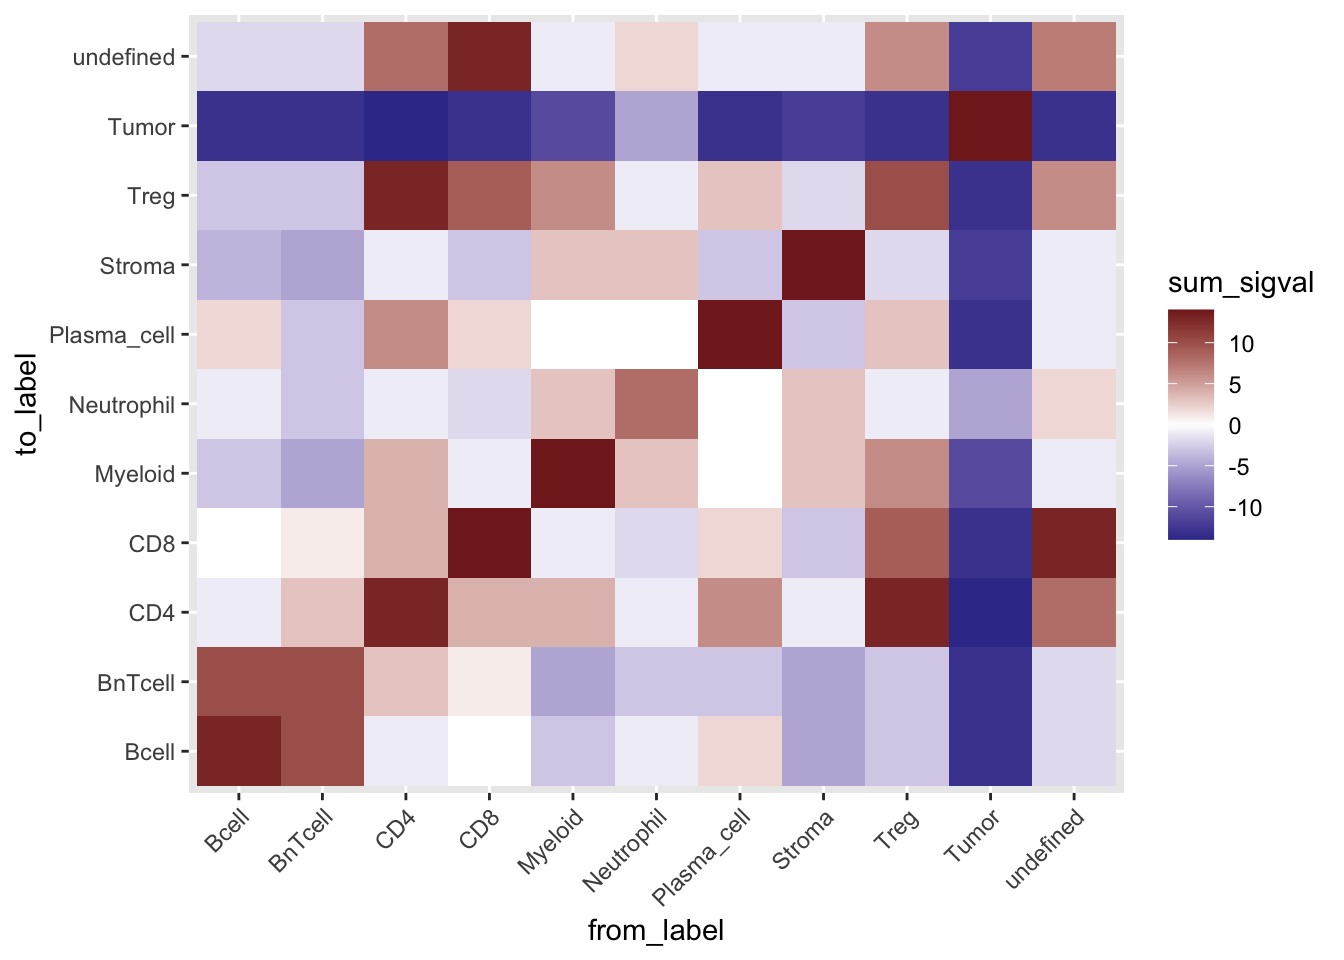 undefined
Tumor
Treg
Stroma
Plasma_cell
Neutrophil
Myeloid
CD8
CD4
BnTcell
Bcell
to_label
Bcell
BnTcell
CD4
CD8
Myeloid
Neutrophil
Plasma_cell
Stroma
Treg
Tumor
undefined
from_label
sum_sigval
10
5
0
-5
-10